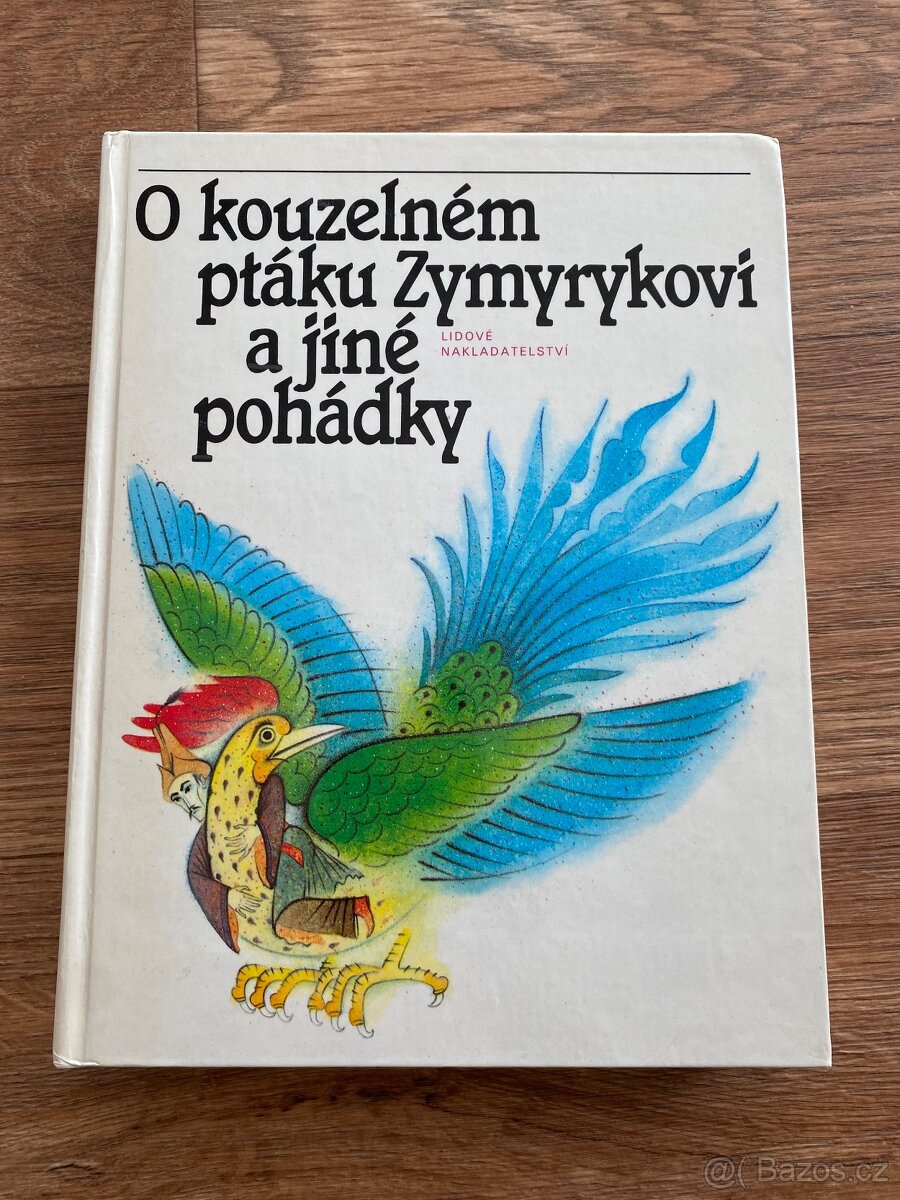 O kouzelném
ptáku Zymyrykovi
a jiné
pohádky
LIDOVÉ
NAKLADATELSTVÍ
@( Bazos.cz